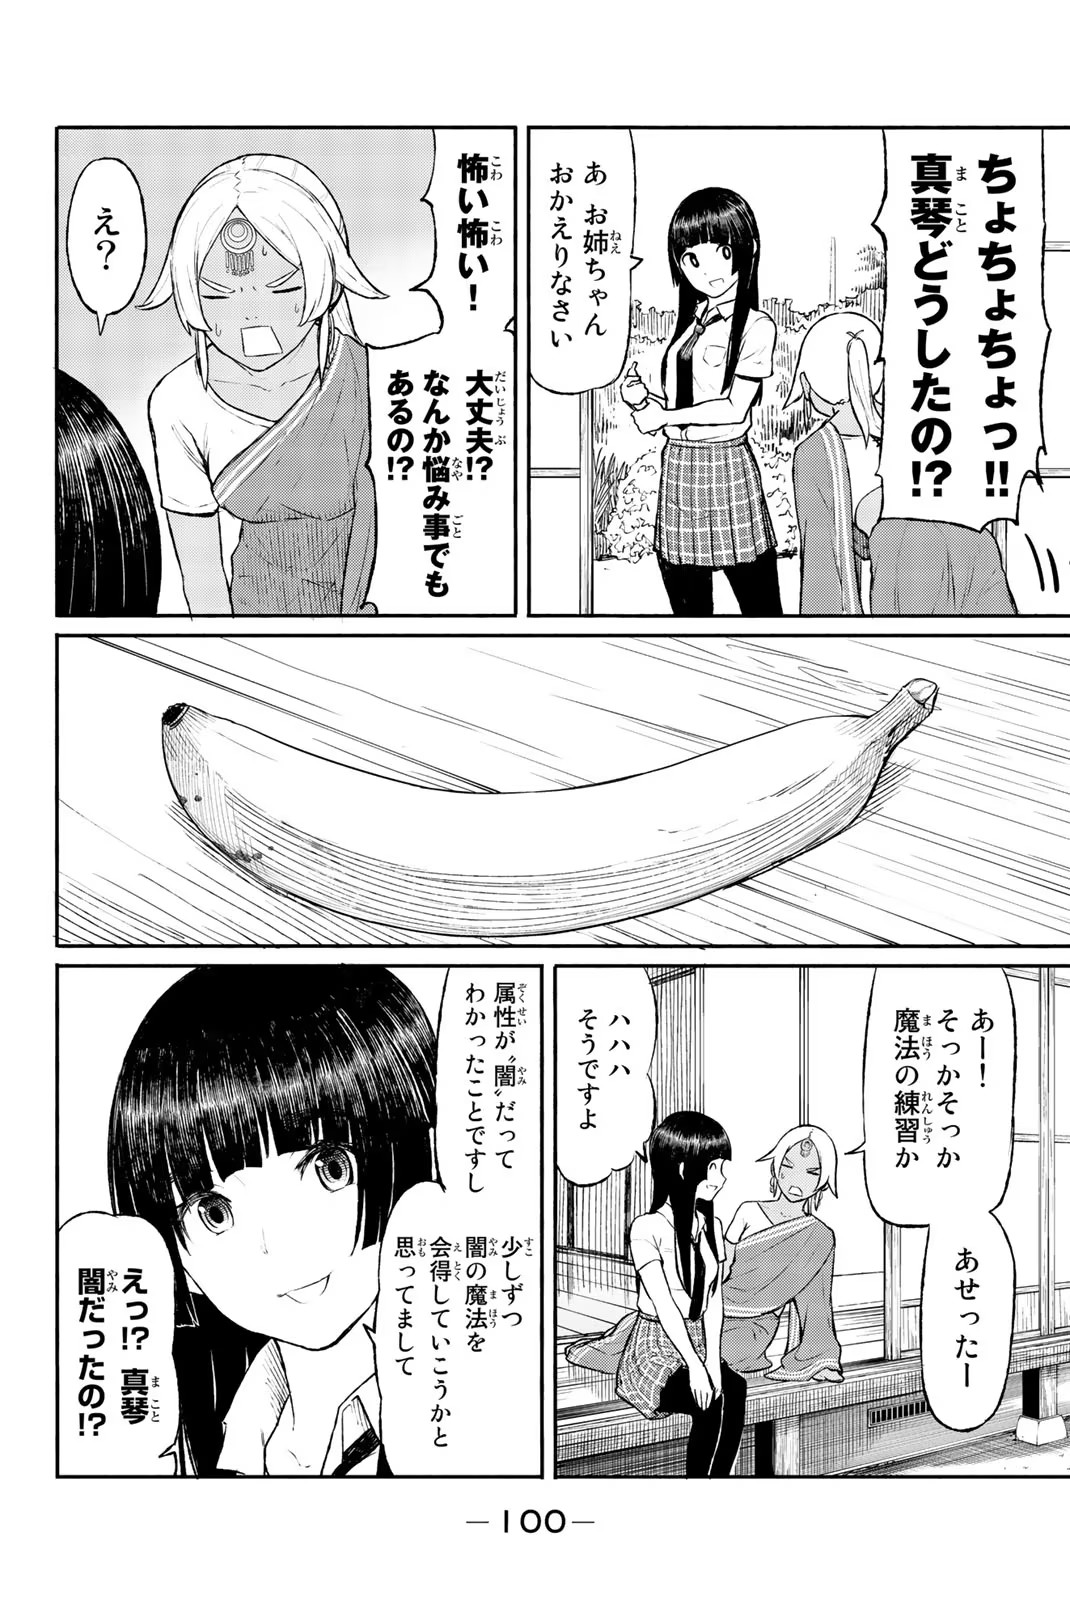 ちょちょちょちょっ!!
真琴どうしたの!?
あ お姉ちゃん
おかえりなさい
怖い怖い!
大丈夫!?
なんか悩み事でも
あるの!?
え?
あー!
そっかそっか
魔法の練習か
あせったー
ハハハ
そうですよ
属性が〝闇〟だって
わかったことですし
少しずつ
闇の魔法を
会得していこうかと
思ってまして
えっ!? 真琴
闇だったの!?
—100—